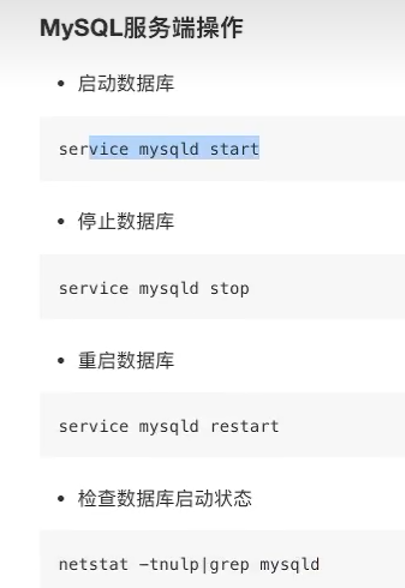 MySQL服务端操作
• 启动数据库
service mysqld start
• 停止数据库
service mysqld stop
• 重启数据库
service mysqld restart
• 检查数据库启动状态
netstat -tnulp|grep mysqld